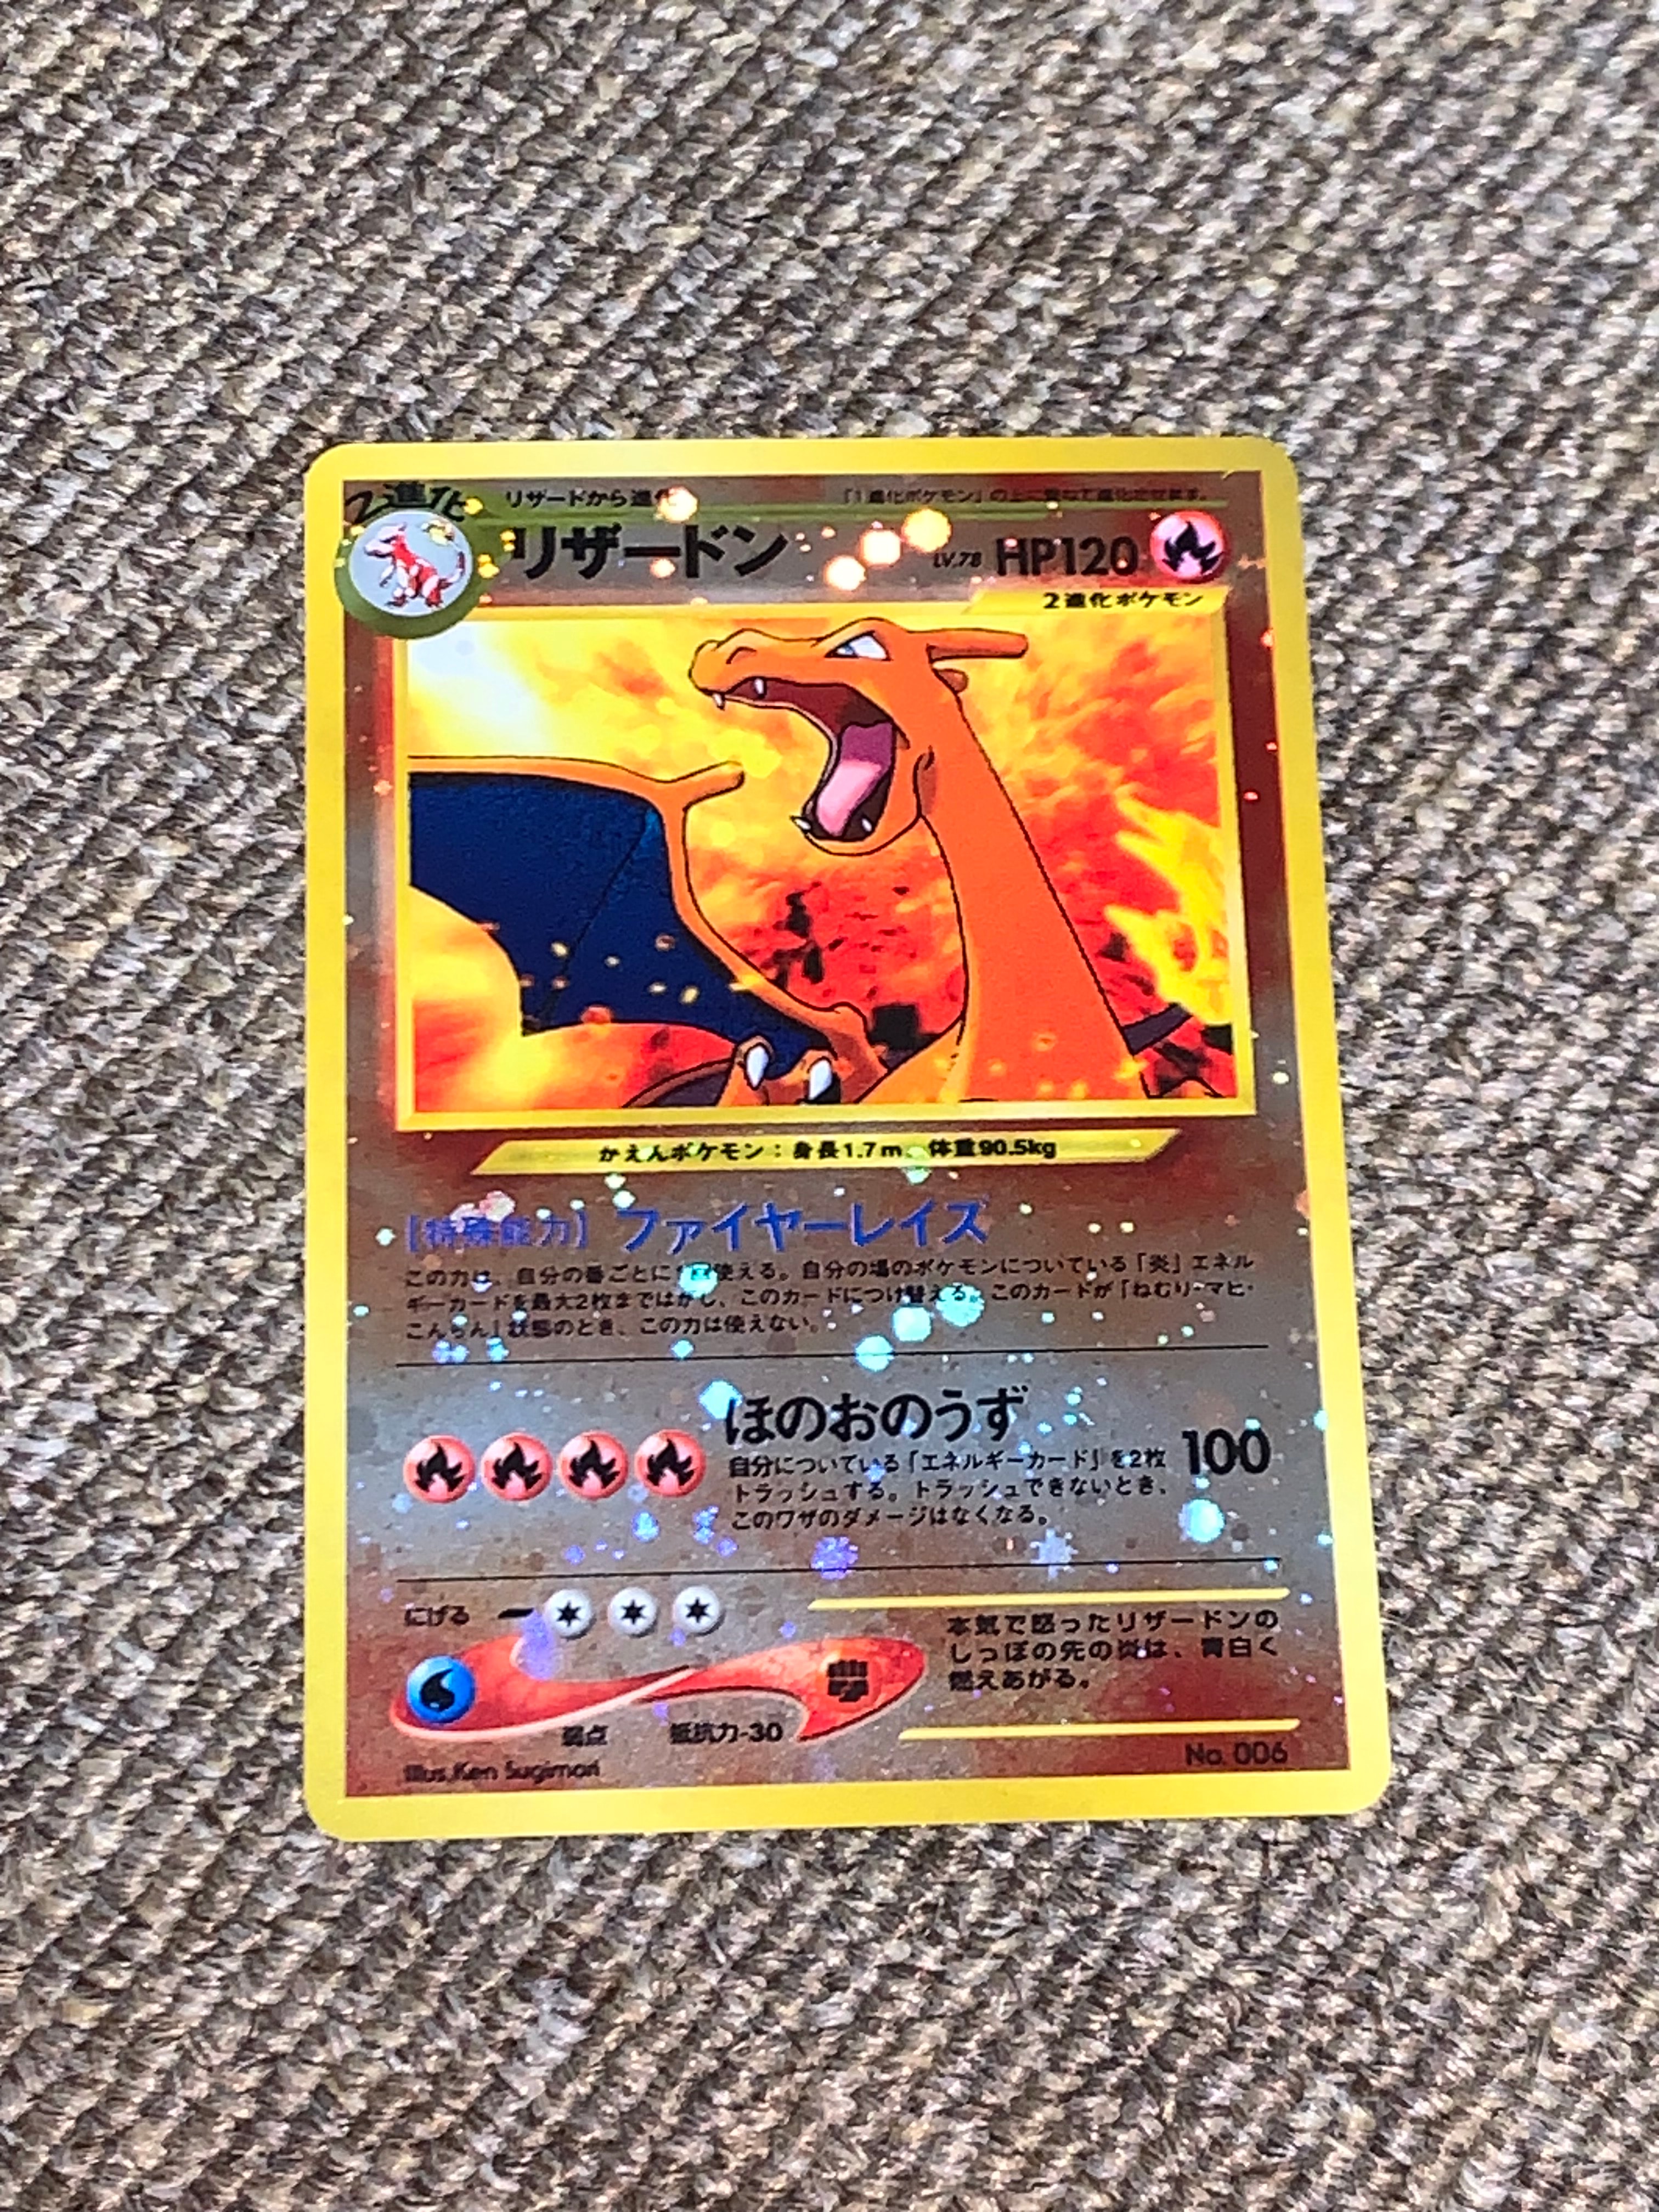 2進化
リザードから進化
「1進化ポケモン」の上に重ねて進化させます。
リザードン
LV.78 HP120
2進化ポケモン
かえんポケモン:身長1.7m、体重90.5kg
[特殊能力] ファイヤーレイズ
この力は、自分の番ごとに1回使える。自分の場のポケモンについている「炎」エネル
ギーカードを最大2枚まではがし、このカードにつけ替える。このカードが「ねむり・マヒ・
こんらん」状態のとき、この力は使えない。
ほのおのうず
100
自分についている「エネルギーカード」を2枚
トラッシュする。トラッシュできないとき、
このワザのダメージはなくなる。
にげる
弱点
抵抗力-30
本気で怒ったリザードンの
しっぽの先の炎は、青白く
燃えあがる。
Illus.Ken Sugimori
No. 006